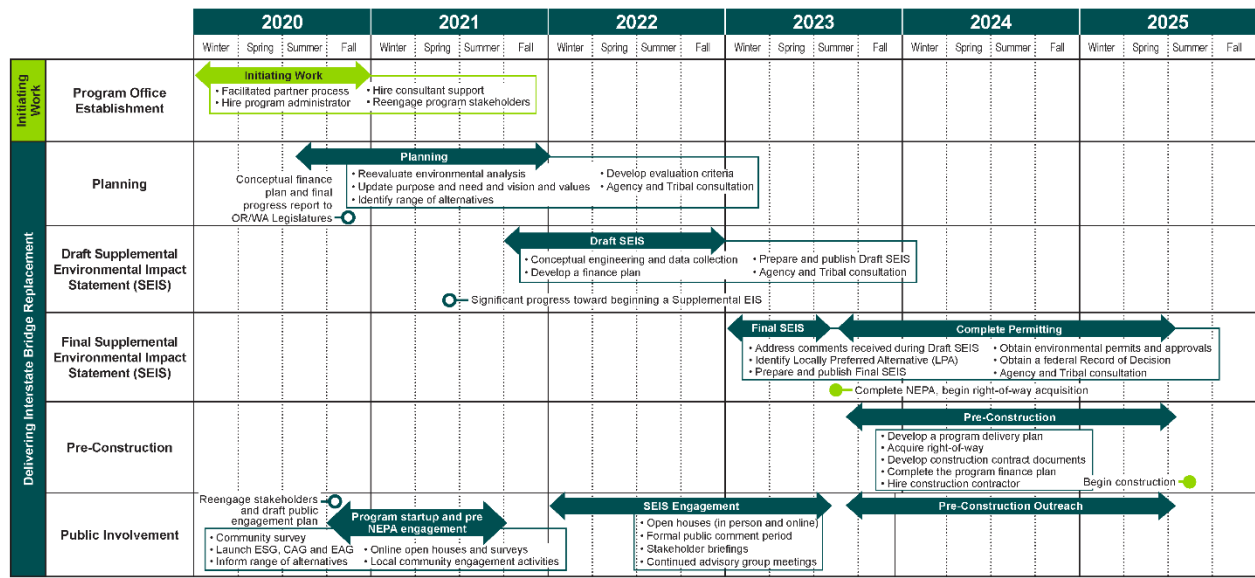 2020 2021 2022 2023 2024 2025
Winter Spring Summer Fall Winter Spring Summer Fall Winter Spring Summer Fall Winter Spring Summer Fall Winter Spring Summer Fall Winter Spring Summer Fall
Initiating
Work
Program Office
Establishment
Initiating Work
• Facilitated partner process
• Hire program administrator
• Hire consultant support
• Reengage program stakeholders
Delivering Interstate Bridge Replacement
Planning
Planning
• Reevaluate environmental analysis
• Update purpose and need and vision and values
• Identify range of alternatives
• Develop evaluation criteria
• Agency and Tribal consultation
Conceptual finance
plan and final
progress report to
OR/WA Legislatures
Draft Supplemental
Environmental Impact
Statement (SEIS)
Draft SEIS
• Conceptual engineering and data collection
• Develop a finance plan
• Prepare and publish Draft SEIS
• Agency and Tribal consultation
Significant progress toward beginning a Supplemental EIS
Final Supplemental
Environmental Impact
Statement (SEIS)
Final SEIS
Complete Permitting
• Address comments received during Draft SEIS
• Identify Locally Preferred Alternative (LPA)
• Prepare and publish Final SEIS
• Obtain environmental permits and approvals
• Obtain a federal Record of Decision
• Agency and Tribal consultation
Complete NEPA, begin right-of-way acquisition
Pre-Construction
Pre-Construction
• Develop a program delivery plan
• Acquire right-of-way
• Develop construction contract documents
• Complete the program finance plan
• Hire construction contractor
Begin construction
Public Involvement
Reengage stakeholders
and draft public
engagement plan
Program startup and pre
NEPA engagement
• Community survey
• Launch ESG, CAG and EAG
• Inform range of alternatives
• Online open houses and surveys
• Local community engagement activities
SEIS Engagement
• Open houses (in person and online)
• Formal public comment period
• Stakeholder briefings
• Continued advisory group meetings
Pre-Construction Outreach